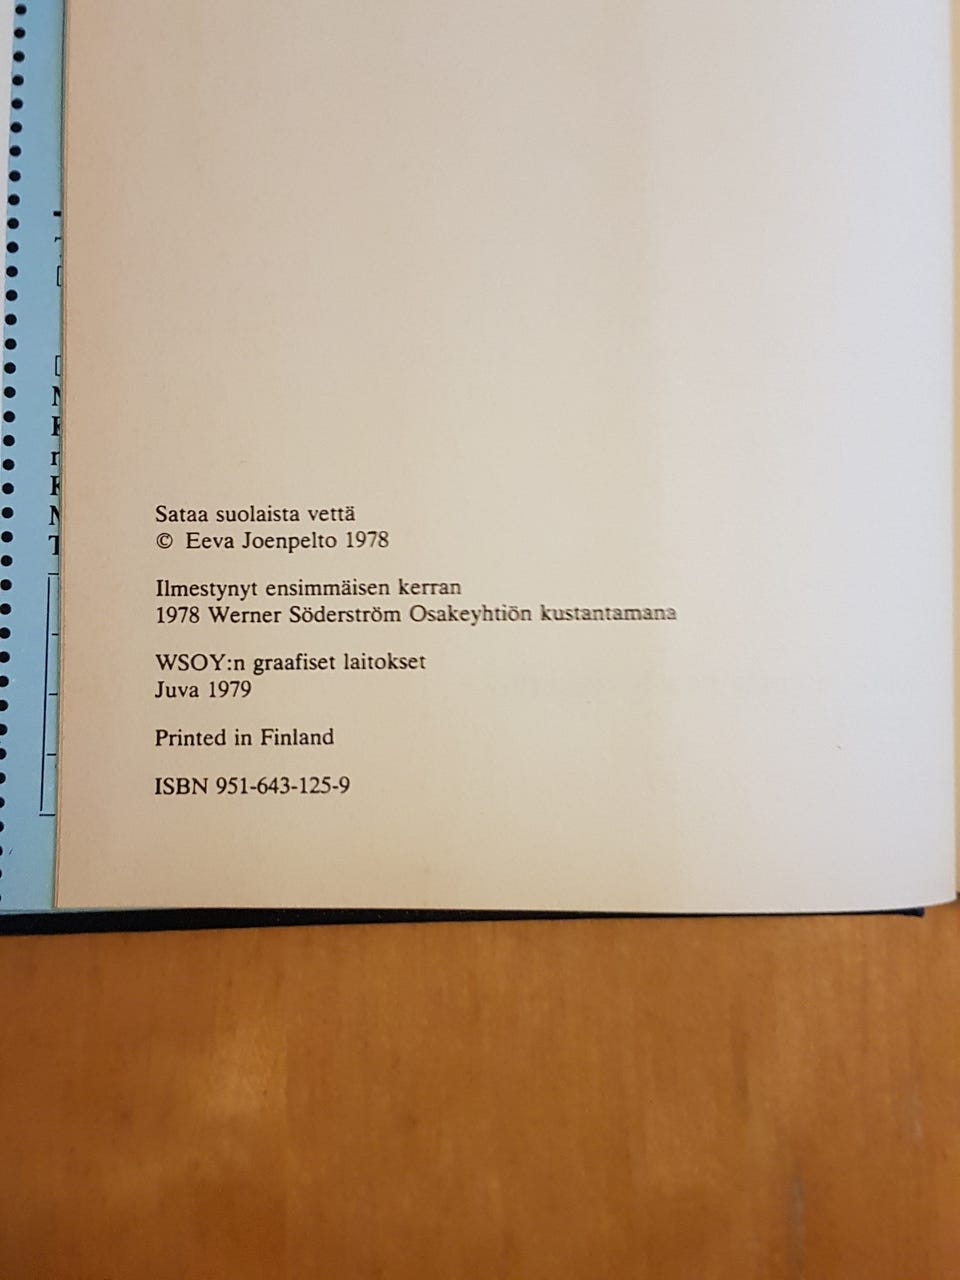 Sataa suolaista vettä
© Eeva Joenpelto 1978
Ilmestynyt ensimmäisen kerran
1978 Werner Söderström Osakeyhtiön kustantamana
WSOY:n graafiset laitokset
Juva 1979
Printed in Finland
ISBN 951-643-125-9